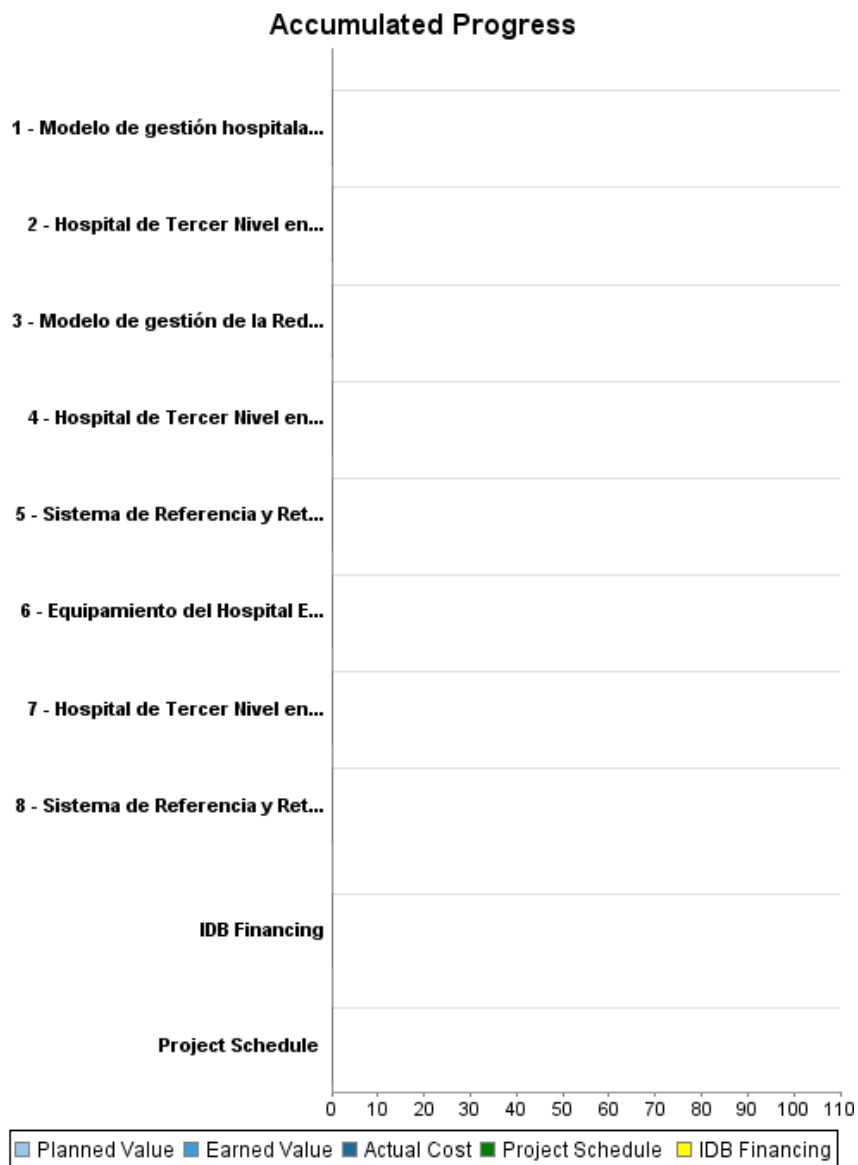 Accumulated Progress
1 - Modelo de gestión hospitala...
2 - Hospital de Tercer Nivel en...
3 - Modelo de gestión de la Red...
4 - Hospital de Tercer Nivel en...
5 - Sistema de Referencia y Ret...
6 - Equipamiento del Hospital E...
7 - Hospital de Tercer Nivel en...
8 - Sistema de Referencia y Ret...
IDB Financing
Project Schedule
0 10 20 30 40 50 60 70 80 90 100 110
Planned Value Earned Value Actual Cost Project Schedule IDB Financing